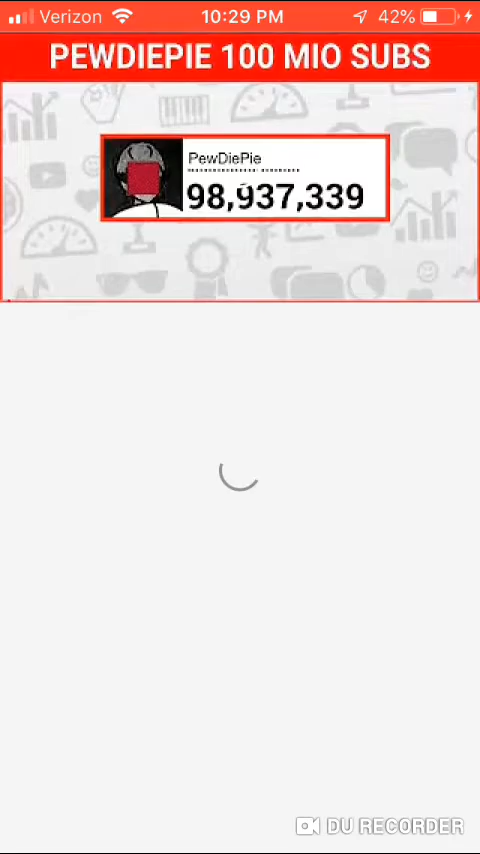 Verizon 10:29 PM 42%
PEWDIEPIE 100 MIO SUBS
PewDiePie
98,937,339
DU RECORDER